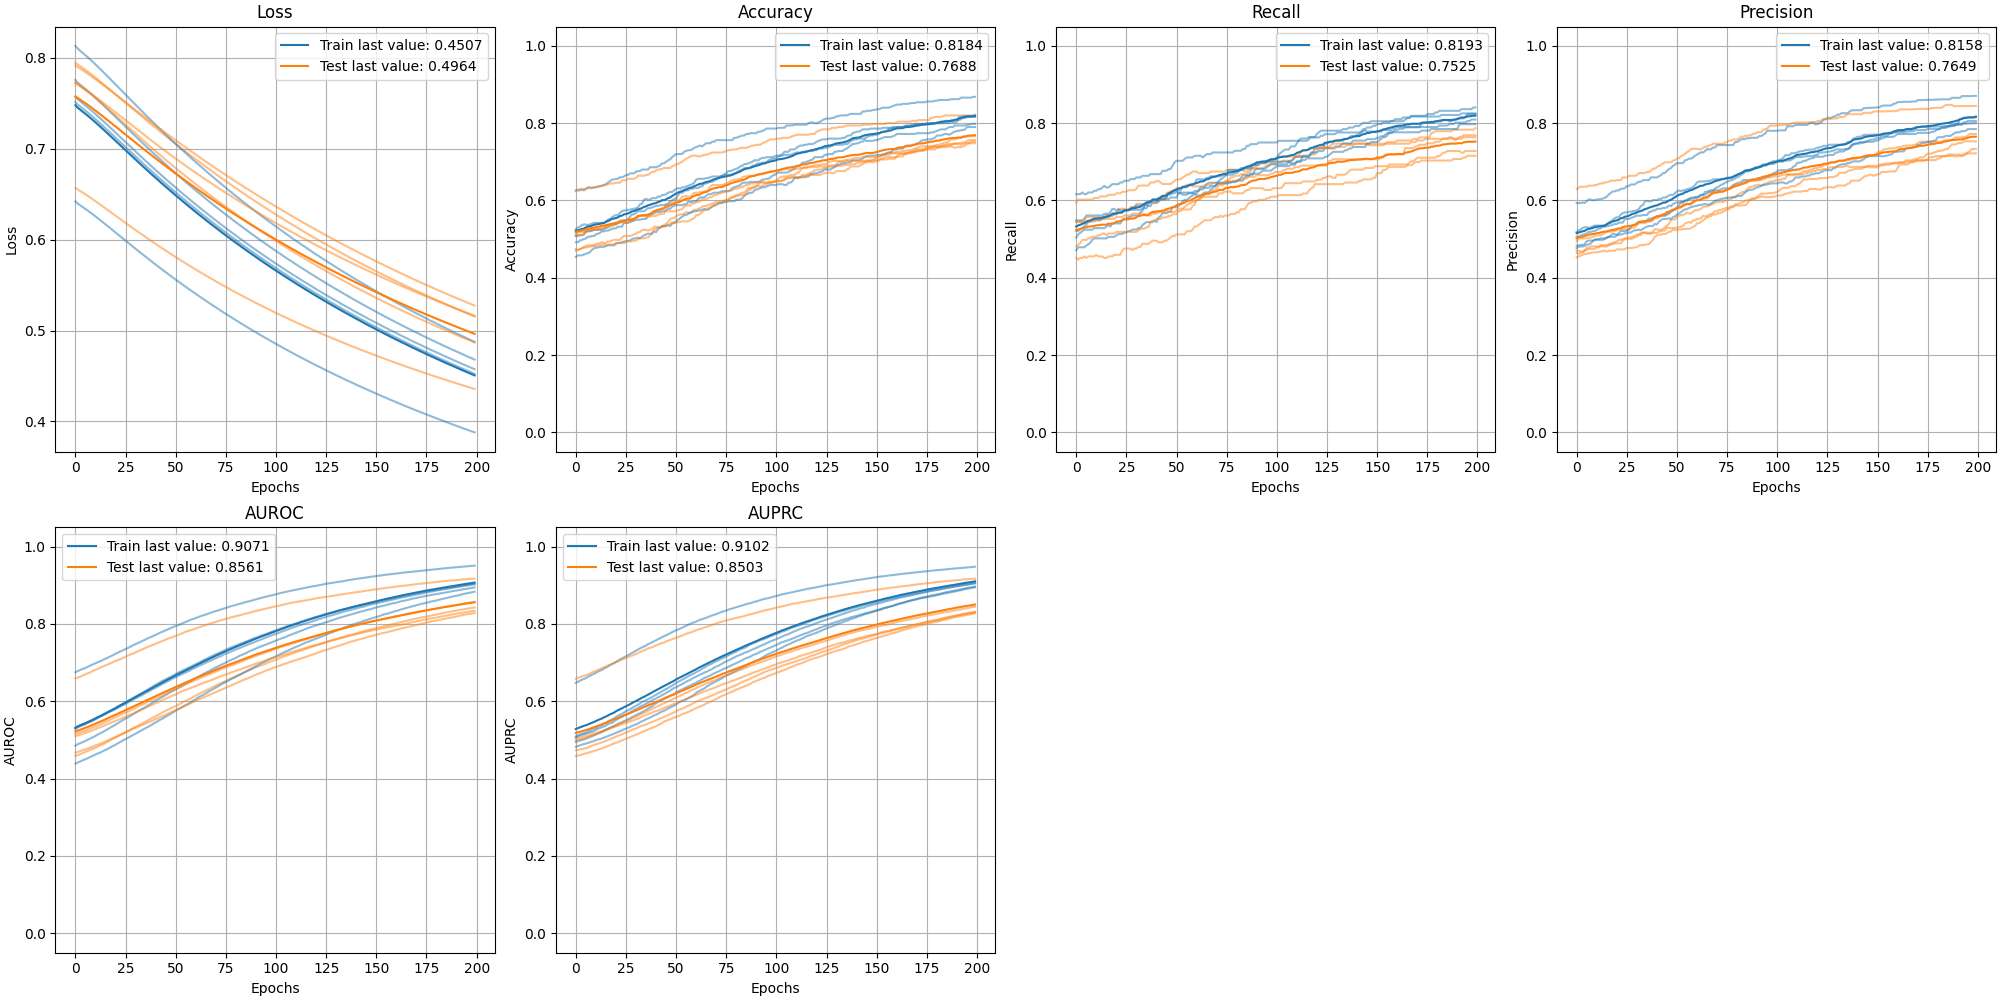 Loss
Train last value: 0.4507
Test last value: 0.4964
0.8
0.7
0.6
0.5
0.4
Loss
0 25 50 75 100 125 150 175 200
Epochs
Accuracy
Train last value: 0.8184
Test last value: 0.7688
1.0
0.8
0.6
0.4
0.2
0.0
Accuracy
0 25 50 75 100 125 150 175 200
Epochs
Recall
Train last value: 0.8193
Test last value: 0.7525
1.0
0.8
0.6
0.4
0.2
0.0
Recall
0 25 50 75 100 125 150 175 200
Epochs
Precision
Train last value: 0.8158
Test last value: 0.7649
1.0
0.8
0.6
0.4
0.2
0.0
Precision
0 25 50 75 100 125 150 175 200
Epochs
AUROC
Train last value: 0.9071
Test last value: 0.8561
1.0
0.8
0.6
0.4
0.2
0.0
AUROC
0 25 50 75 100 125 150 175 200
Epochs
AUPRC
Train last value: 0.9102
Test last value: 0.8503
1.0
0.8
0.6
0.4
0.2
0.0
AUPRC
0 25 50 75 100 125 150 175 200
Epochs